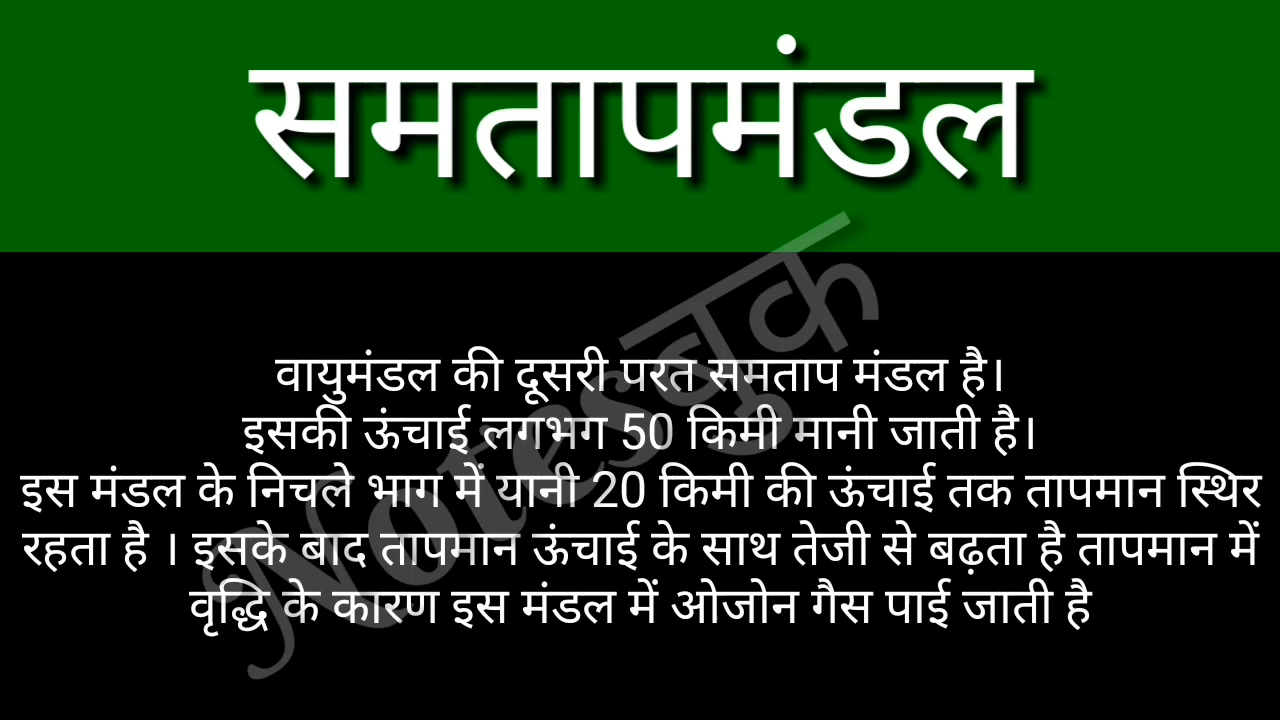 समतापमंडल
वायुमंडल की दूसरी परत समताप मंडल है।
इसकी ऊंचाई लगभग 50 किमी मानी जाती है।
इस मंडल के निचले भाग में यानी 20 किमी की ऊंचाई तक तापमान स्थिर
रहता है । इसके बाद तापमान ऊंचाई के साथ तेजी से बढ़ता है तापमान में
वृद्धि के कारण इस मंडल में ओजोन गैस पाई जाती है
Notesबुक